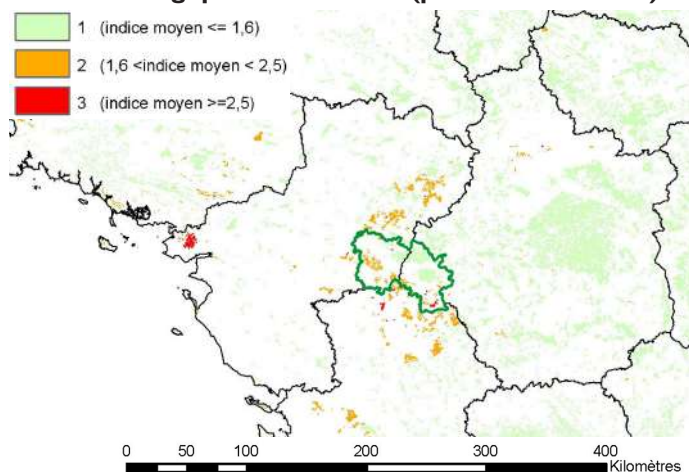 1 (indice moyen <= 1,6)
2 (1,6 <indice moyen < 2,5)
3 (indice moyen >=2,5)
0 50 100 200 300 400
Kilomètres